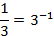 1/3 = 3⁻¹